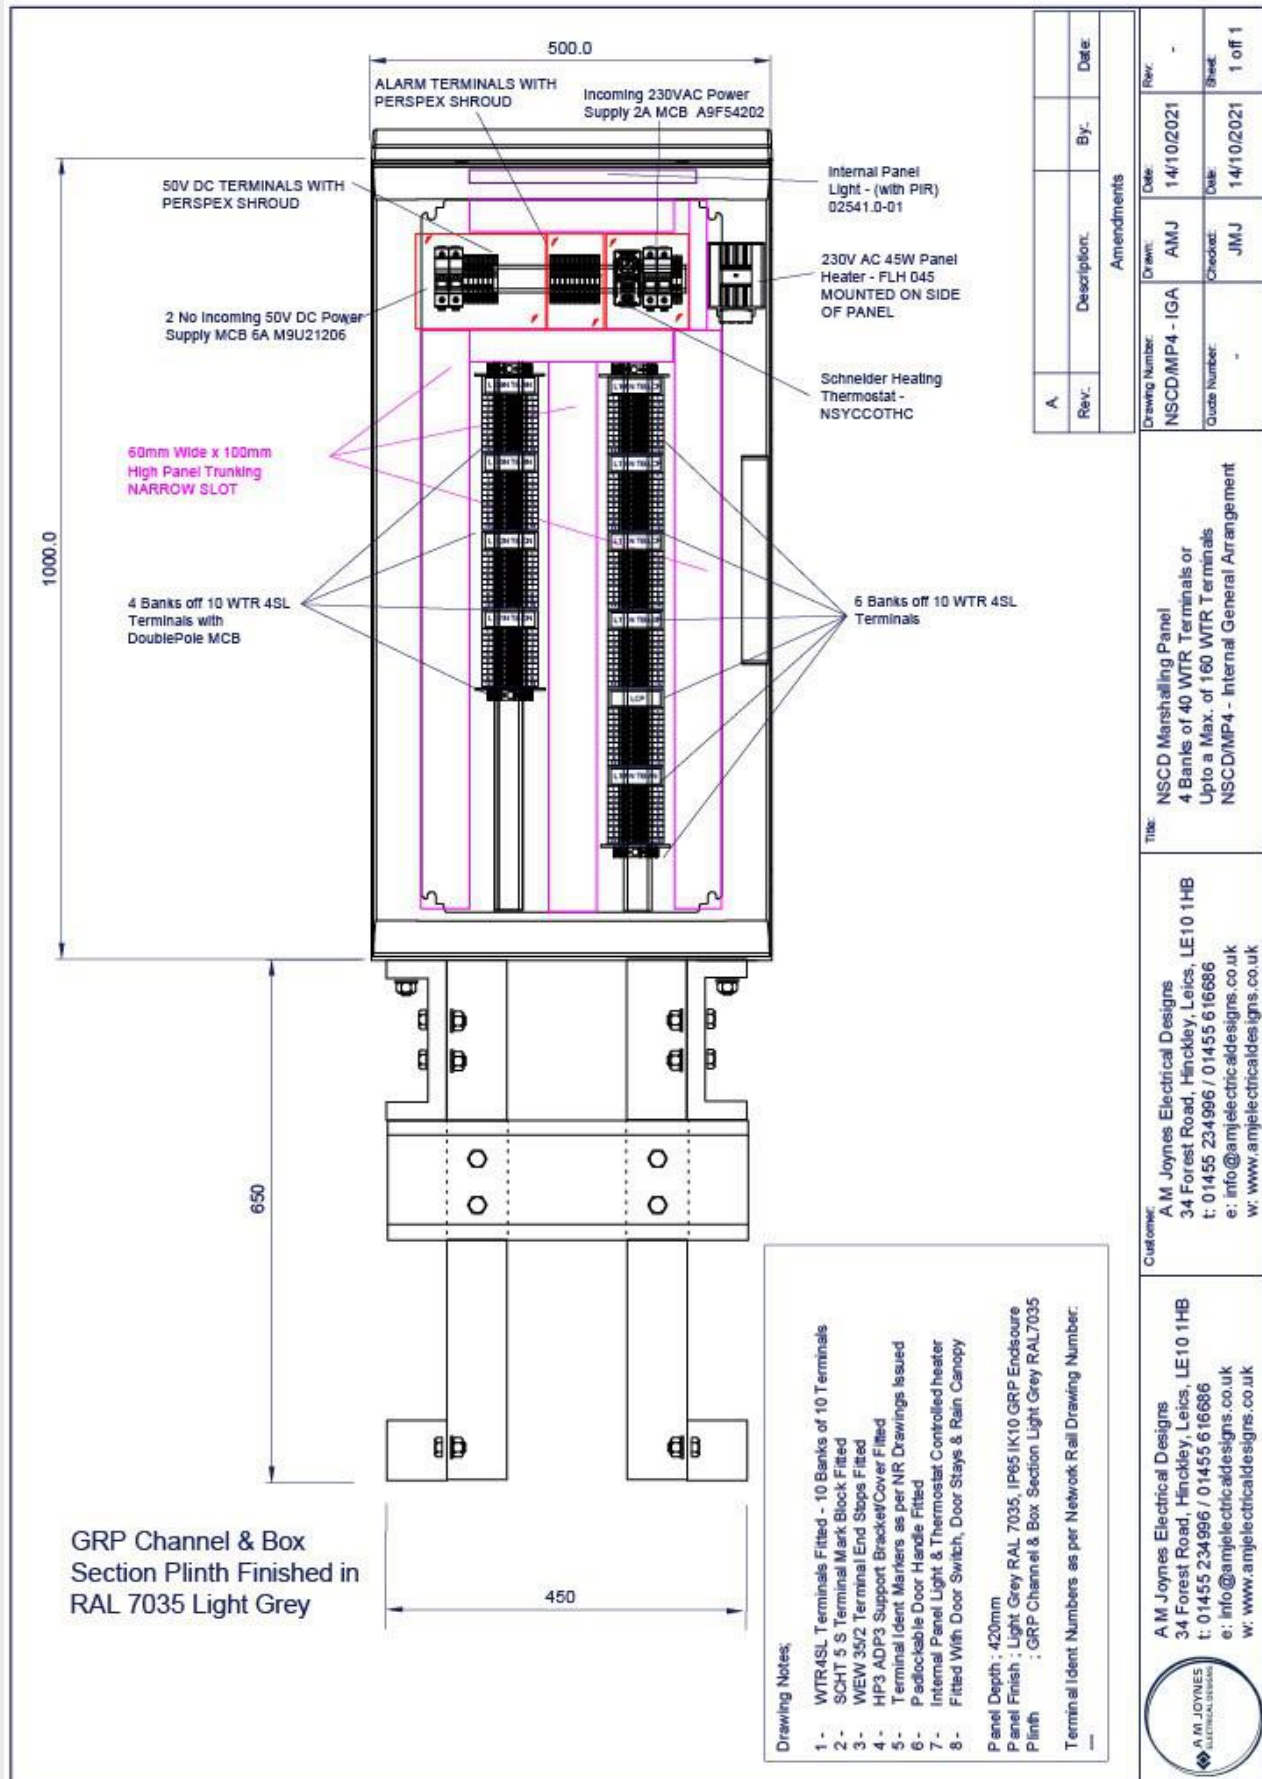 500.0
ALARM TERMINALS WITH
PERSPEX SHROUD
Incoming 230VAC Power
Supply 2A MCB A9F54202
50V DC TERMINALS WITH
PERSPEX SHROUD
Internal Panel
Light - (with PIR)
02541.0-01
230V AC 45W Panel
Heater - FLH 045
MOUNTED ON SIDE
OF PANEL
2 No Incoming 50V DC Power
Supply MCB 6A M9U21206
Schneider Heating
Thermostat -
NSYCCOTHC
60mm Wide x 100mm
High Panel Trunking
NARROW SLOT
1000.0
4 Banks off 10 WTR 4SL
Terminals with
DoublePole MCB
6 Banks off 10 WTR 4SL
Terminals
LCP
650
GRP Channel & Box
Section Plinth Finished in
RAL 7035 Light Grey
450
Drawing Notes;
1 - WTR4SL Terminals Fitted - 10 Banks of 10 Terminals
2 - SCHT 5 S Terminal Mark Block Fitted
3 - WEW 35/2 Terminal End Stops Fitted
4 - HP3 ADP3 Support Bracket/Cover Fitted
5 - Terminal Ident Markers as per NR Drawings Issued
6 - Padlockable Door Handle Fitted
7 - Internal Panel Light & Thermostat Controlled heater
8 - Fitted With Door Switch, Door Stays & Rain Canopy
Panel Depth ; 420mm
Panel Finish ; Light Grey RAL 7035, IP65 IK10 GRP Enclsoure
Plinth ; GRP Channel & Box Section Light Grey RAL7035
Terminal Ident Numbers as per Network Rail Drawing Number:
A
Rev: Description: By: Date:
Amendments
A M JOYNES
ELECTRICAL DESIGNS
A M Joynes Electrical Designs
34 Forest Road, Hinckley, Leics, LE10 1HB
t: 01455 234996 / 01455 616686
e: info@amjelectricaldesigns.co.uk
w: www.amjelectricaldesigns.co.uk
Customer:
A M Joynes Electrical Designs
34 Forest Road, Hinckley, Leics, LE10 1HB
t: 01455 234996 / 01455 616686
e: info@amjelectricaldesigns.co.uk
w: www.amjelectricaldesigns.co.uk
Title:
NSCD Marshalling Panel
4 Banks of 40 WTR Terminals or
Upto a Max. of 160 WTR Terminals
NSCD/MP4 - Internal General Arrangement
Drawing Number: Drawn: Date: Rev:
NSCD/MP4 - IGA AMJ 14/10/2021 -
Quote Number: Checked: Date: Sheet:
- JMJ 14/10/2021 1 off 1